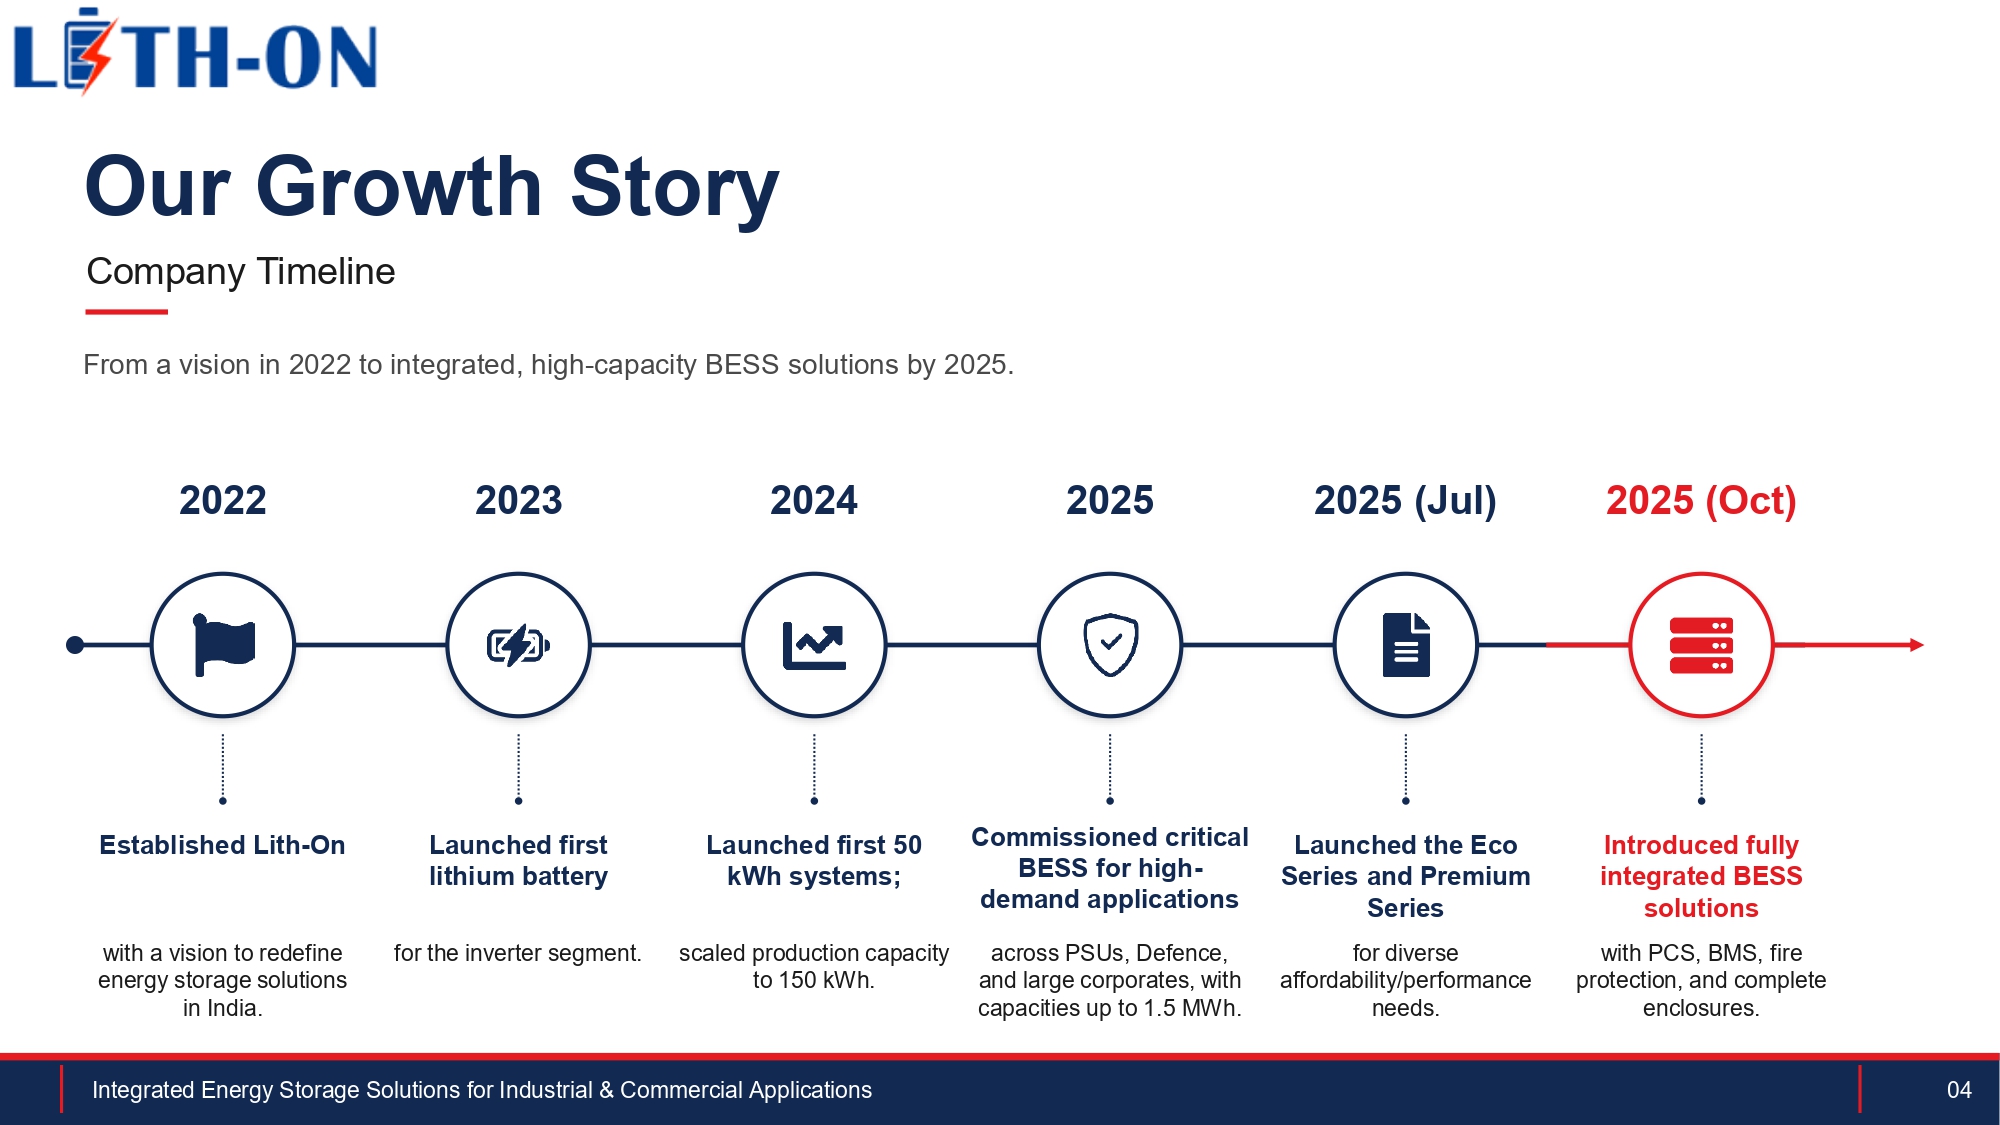 LITH-ON
Our Growth Story
Company Timeline
From a vision in 2022 to integrated, high-capacity BESS solutions by 2025.
2022
2023
2024
2025
2025 (Jul)
2025 (Oct)
Established Lith-On
with a vision to redefine
energy storage solutions
in India.
Launched first
lithium battery
for the inverter segment.
Launched first 50
kWh systems;
scaled production capacity
to 150 kWh.
Commissioned critical
BESS for high-
demand applications
across PSUs, Defence,
and large corporates, with
capacities up to 1.5 MWh.
Launched the Eco
Series and Premium
Series
for diverse
affordability/performance
needs.
Introduced fully
integrated BESS
solutions
with PCS, BMS, fire
protection, and complete
enclosures.
Integrated Energy Storage Solutions for Industrial & Commercial Applications
04